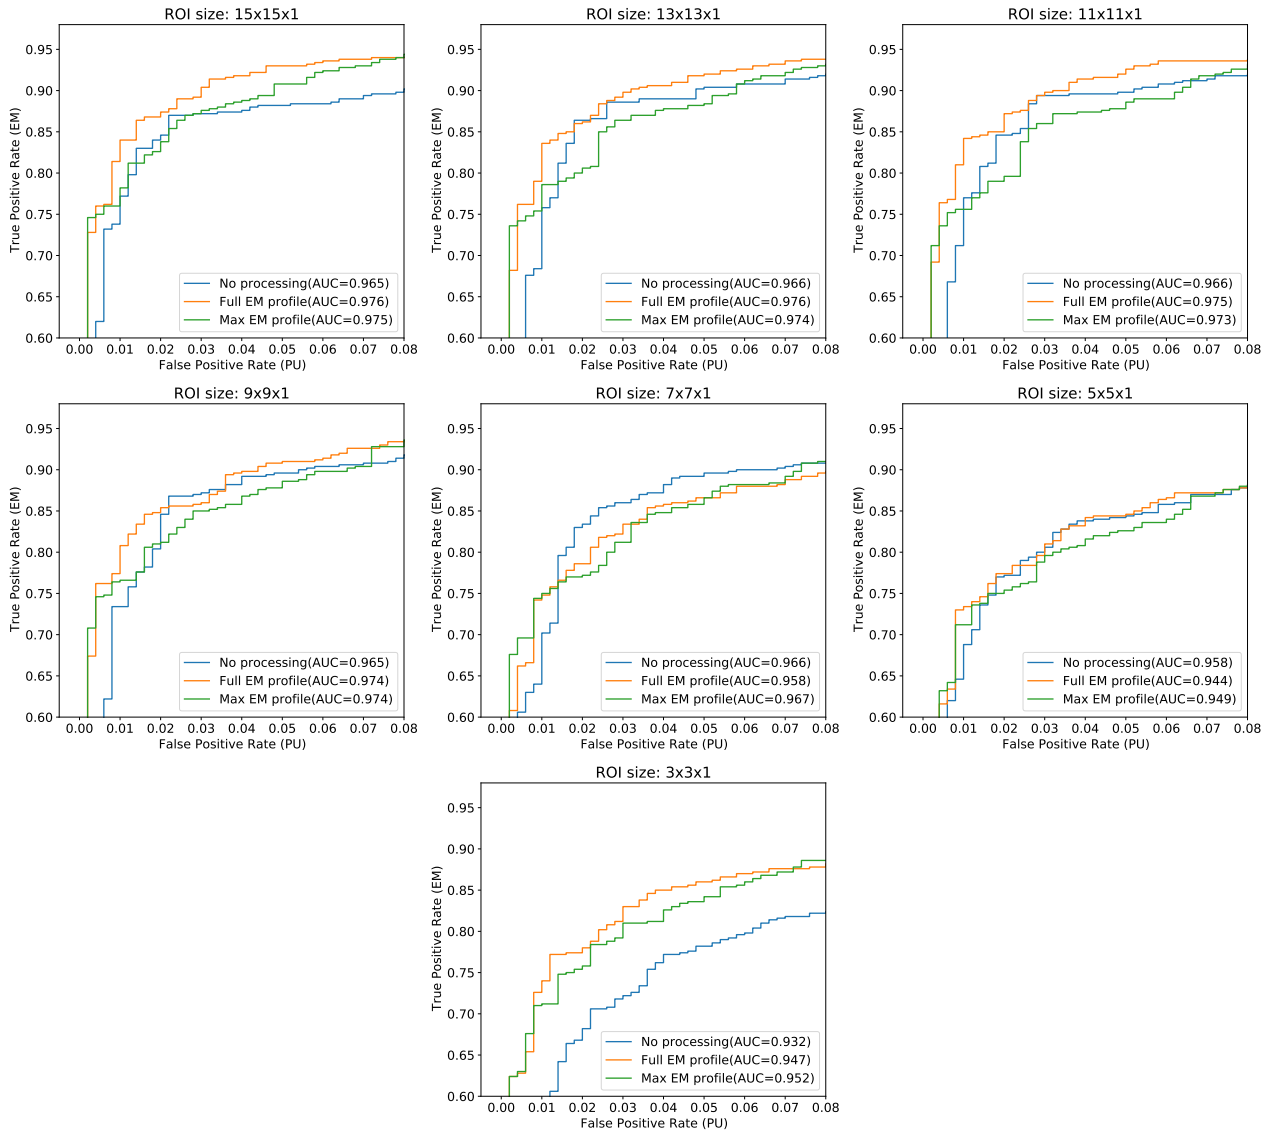 ROI size: 15x15x1
True Positive Rate (EM)
0.95
0.90
0.85
0.80
0.75
0.70
0.65
0.60
No processing(AUC=0.965)
Full EM profile(AUC=0.976)
Max EM profile(AUC=0.975)
0.00 0.01 0.02 0.03 0.04 0.05 0.06 0.07 0.08
False Positive Rate (PU)
ROI size: 13x13x1
True Positive Rate (EM)
0.95
0.90
0.85
0.80
0.75
0.70
0.65
0.60
No processing(AUC=0.966)
Full EM profile(AUC=0.976)
Max EM profile(AUC=0.974)
0.00 0.01 0.02 0.03 0.04 0.05 0.06 0.07 0.08
False Positive Rate (PU)
ROI size: 11x11x1
True Positive Rate (EM)
0.95
0.90
0.85
0.80
0.75
0.70
0.65
0.60
No processing(AUC=0.966)
Full EM profile(AUC=0.975)
Max EM profile(AUC=0.973)
0.00 0.01 0.02 0.03 0.04 0.05 0.06 0.07 0.08
False Positive Rate (PU)
ROI size: 9x9x1
True Positive Rate (EM)
0.95
0.90
0.85
0.80
0.75
0.70
0.65
0.60
No processing(AUC=0.965)
Full EM profile(AUC=0.974)
Max EM profile(AUC=0.974)
0.00 0.01 0.02 0.03 0.04 0.05 0.06 0.07 0.08
False Positive Rate (PU)
ROI size: 7x7x1
True Positive Rate (EM)
0.95
0.90
0.85
0.80
0.75
0.70
0.65
0.60
No processing(AUC=0.966)
Full EM profile(AUC=0.958)
Max EM profile(AUC=0.967)
0.00 0.01 0.02 0.03 0.04 0.05 0.06 0.07 0.08
False Positive Rate (PU)
ROI size: 5x5x1
True Positive Rate (EM)
0.95
0.90
0.85
0.80
0.75
0.70
0.65
0.60
No processing(AUC=0.958)
Full EM profile(AUC=0.944)
Max EM profile(AUC=0.949)
0.00 0.01 0.02 0.03 0.04 0.05 0.06 0.07 0.08
False Positive Rate (PU)
ROI size: 3x3x1
True Positive Rate (EM)
0.95
0.90
0.85
0.80
0.75
0.70
0.65
0.60
No processing(AUC=0.932)
Full EM profile(AUC=0.947)
Max EM profile(AUC=0.952)
0.00 0.01 0.02 0.03 0.04 0.05 0.06 0.07 0.08
False Positive Rate (PU)